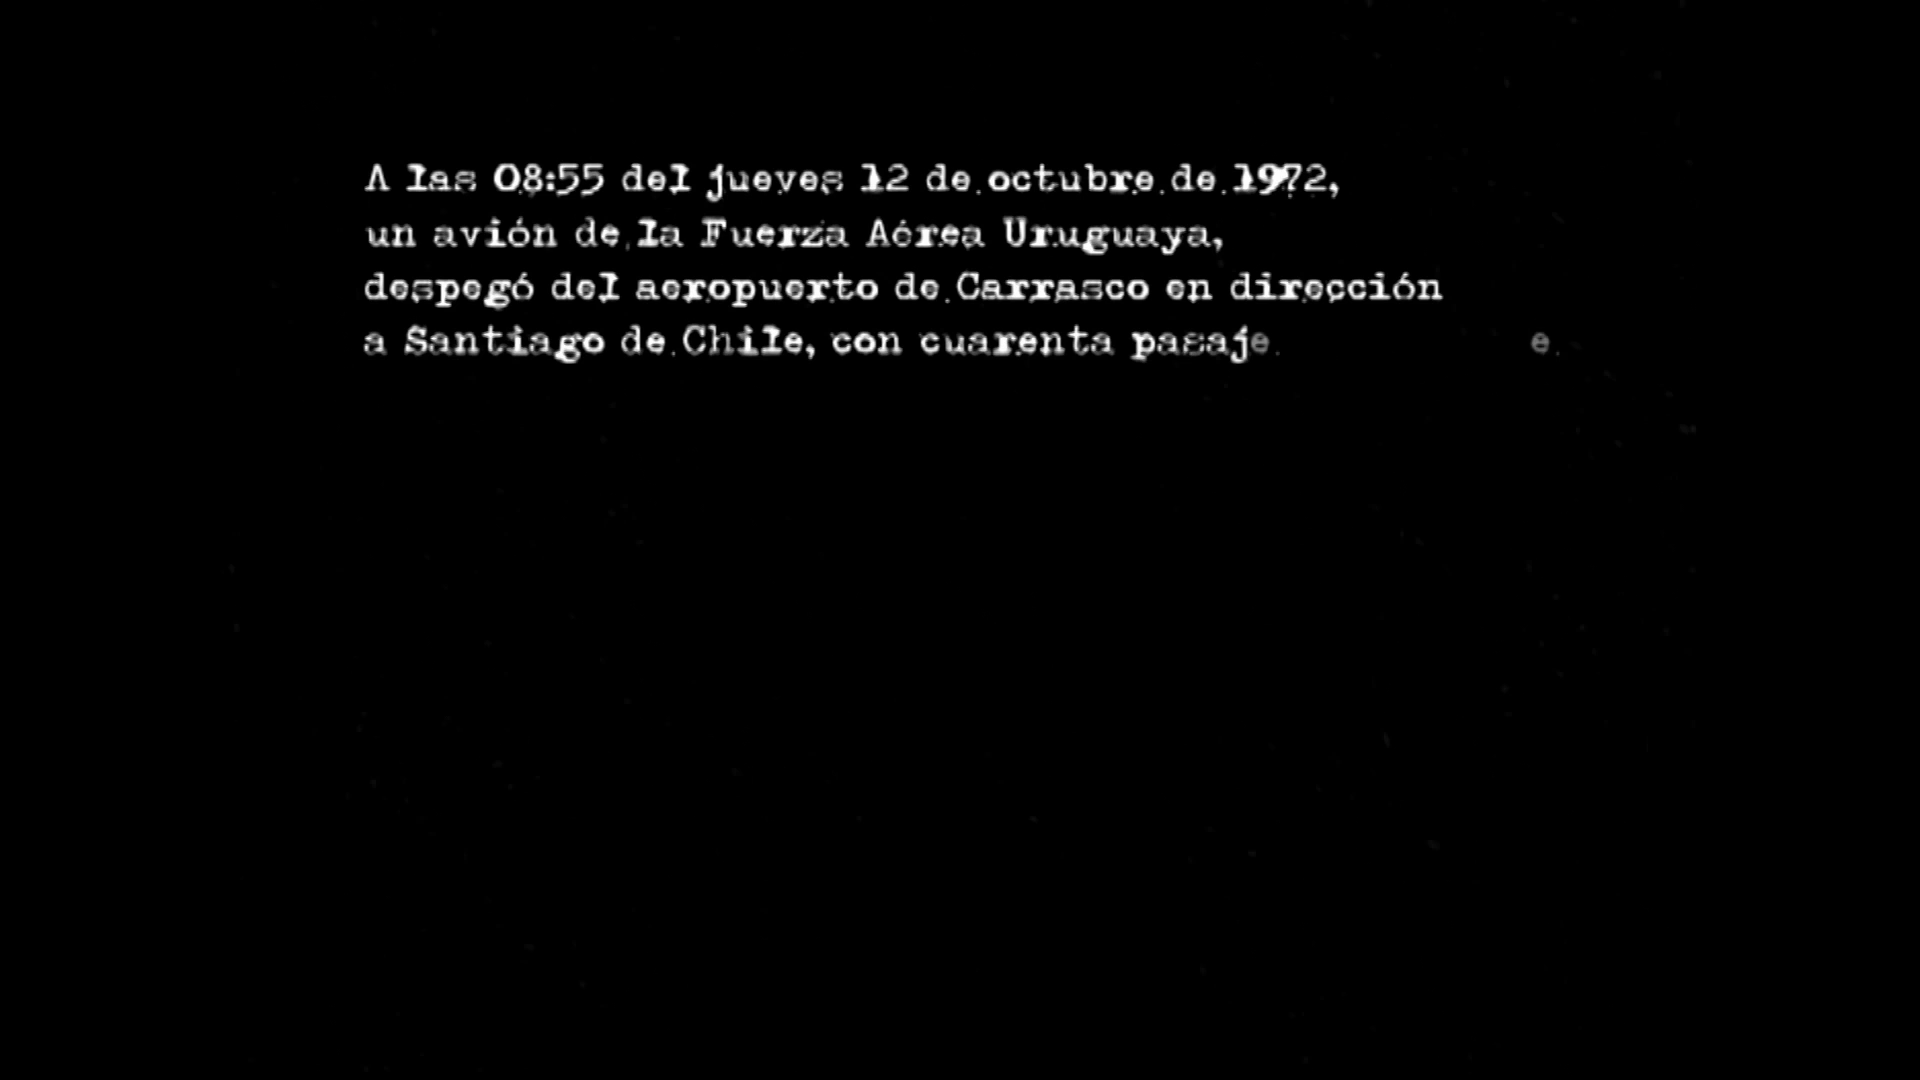 A las 08:55 del jueves 12 de octubre de 1972,
un avión de la Fuerza Aérea Uruguaya,
despegó del aeropuerto de Carrasco en dirección
a Santiago de Chile, con cuarenta pasaje e